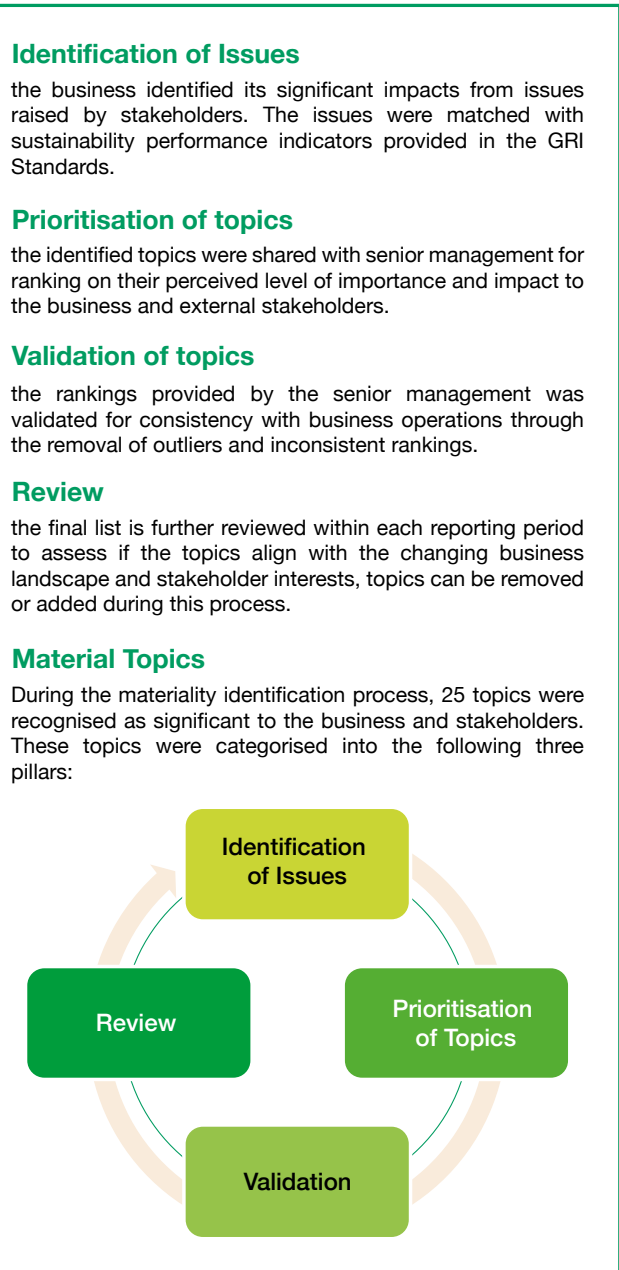 Identification of Issues
the business identified its significant impacts from issues
raised by stakeholders. The issues were matched with
sustainability performance indicators provided in the GRI
Standards.
Prioritisation of topics
the identified topics were shared with senior management for
ranking on their perceived level of importance and impact to
the business and external stakeholders.
Validation of topics
the rankings provided by the senior management was
validated for consistency with business operations through
the removal of outliers and inconsistent rankings.
Review
the final list is further reviewed within each reporting period
to assess if the topics align with the changing business
landscape and stakeholder interests, topics can be removed
or added during this process.
Material Topics
During the materiality identification process, 25 topics were
recognised as significant to the business and stakeholders.
These topics were categorised into the following three
pillars:
Identification
of Issues
Review
Prioritisation
of Topics
Validation